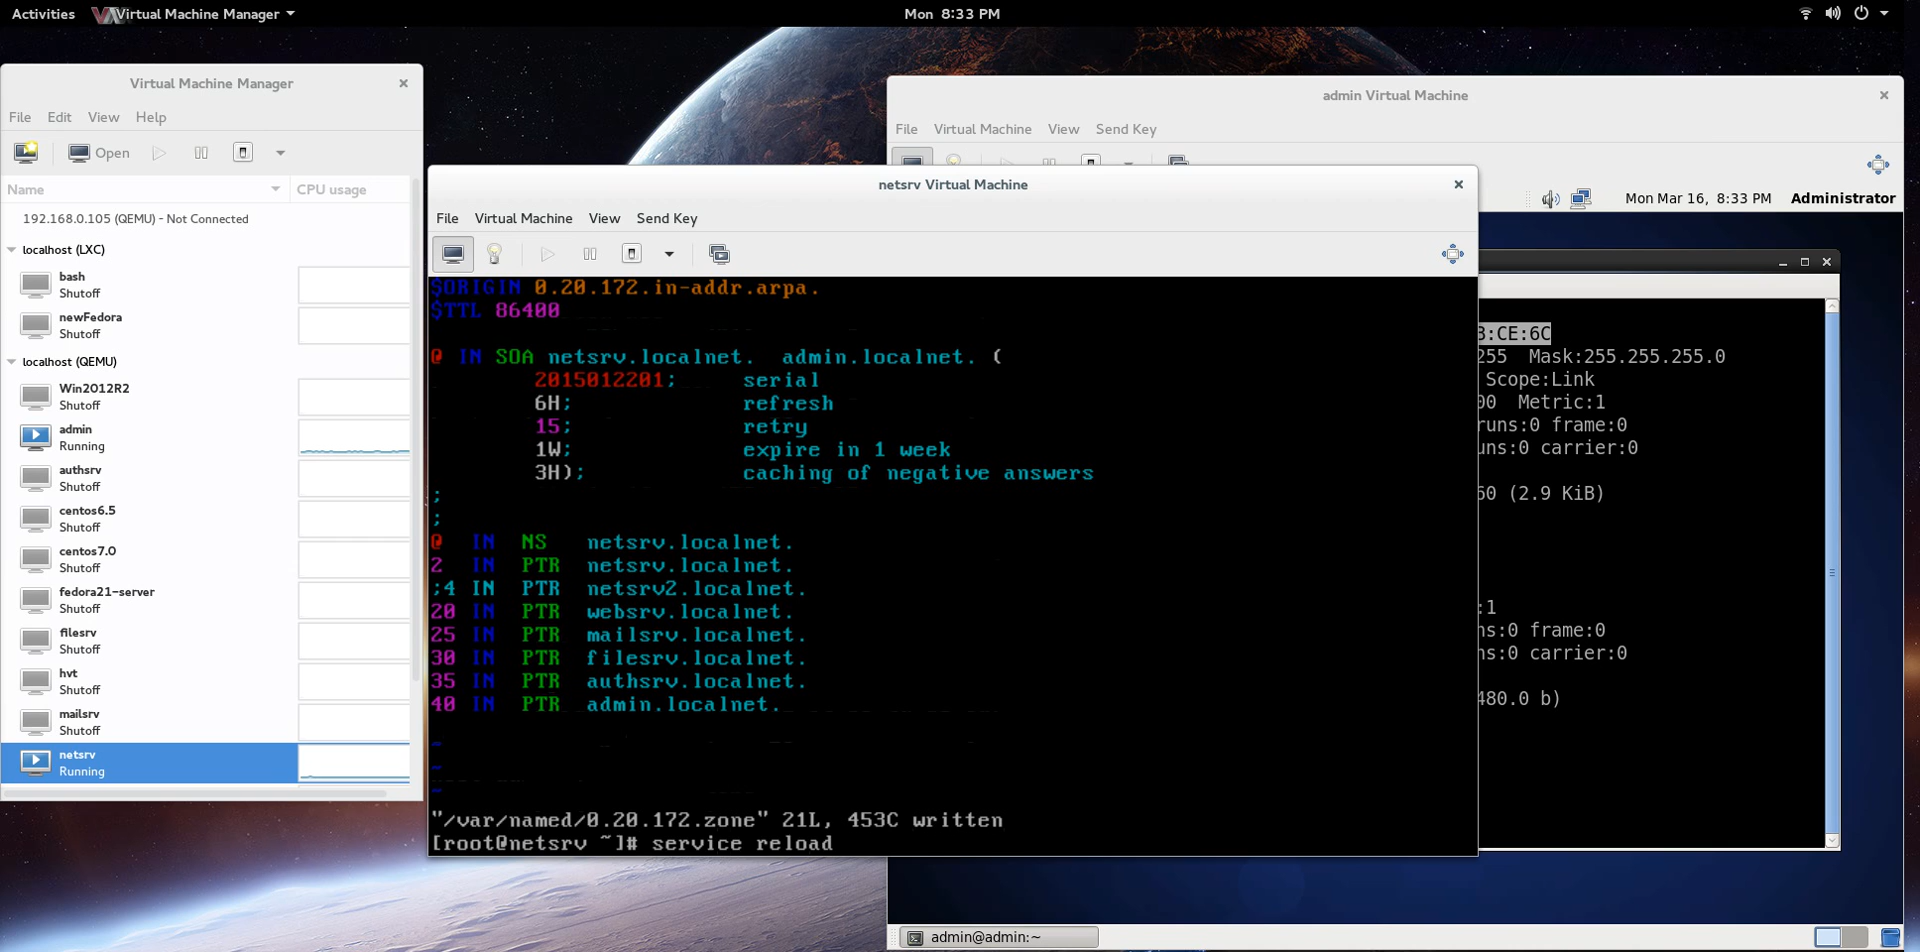 Activities Virtual Machine Manager
Mon 8:33 PM
Virtual Machine Manager
File Edit View Help
Open
Name CPU usage
192.168.0.105 (QEMU) - Not Connected
localhost (LXC)
bash
Shutoff
newFedora
Shutoff
localhost (QEMU)
Win2012R2
Shutoff
admin
Running
authsrv
Shutoff
centos6.5
Shutoff
centos7.0
Shutoff
fedora21-server
Shutoff
filesrv
Shutoff
hvt
Shutoff
mailsrv
Shutoff
netsrv
Running
admin Virtual Machine
File Virtual Machine View Send Key
Mon Mar 16, 8:33 PM Administrator
netsrv Virtual Machine
File Virtual Machine View Send Key
$ORIGIN 0.20.172.in-addr.arpa.
$TTL 86400
@ IN SOA netsrv.localnet. admin.localnet. (
2015012201; serial
6H; refresh
15; retry
1W; expire in 1 week
3H); caching of negative answers
;
;
@ IN NS netsrv.localnet.
2 IN PTR netsrv.localnet.
;4 IN PTR netsrv2.localnet.
20 IN PTR websrv.localnet.
25 IN PTR mailsrv.localnet.
30 IN PTR filesrv.localnet.
35 IN PTR authsrv.localnet.
40 IN PTR admin.localnet.
~
~
~
"/var/named/0.20.172.zone" 21L, 453C written
[root@netsrv ~]# service reload
:CE:6C
255 Mask:255.255.255.0
Scope:Link
00 Metric:1
runs:0 frame:0
uns:0 carrier:0
60 (2.9 KiB)
:1
ns:0 frame:0
ns:0 carrier:0
480.0 b)
admin@admin:~